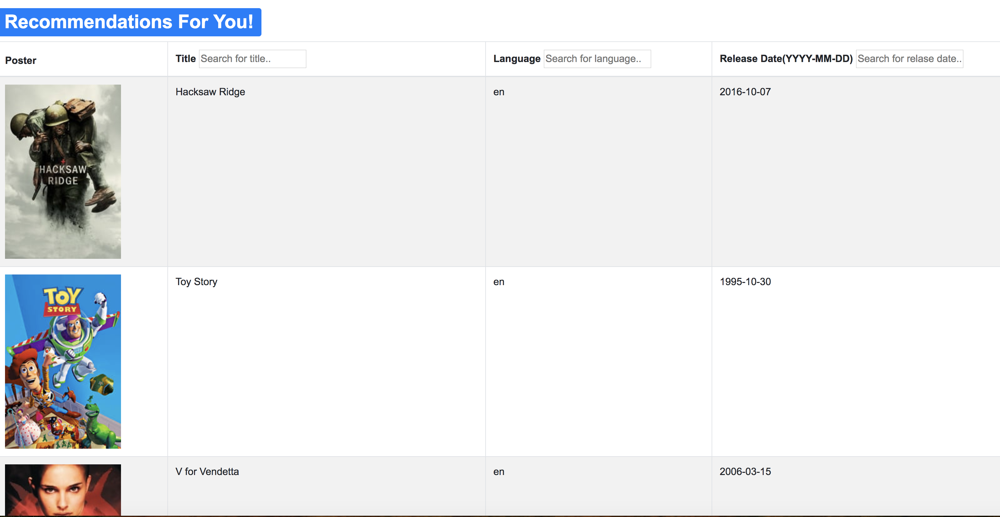 Recommendations For You!
Poster
Title Search for title..
Language Search for language..
Release Date(YYYY-MM-DD) Search for relase date..
HACKSAW
RIDGE
Hacksaw Ridge
en
2016-10-07
TOY
STORY
Toy Story
en
1995-10-30
V for Vendetta
en
2006-03-15